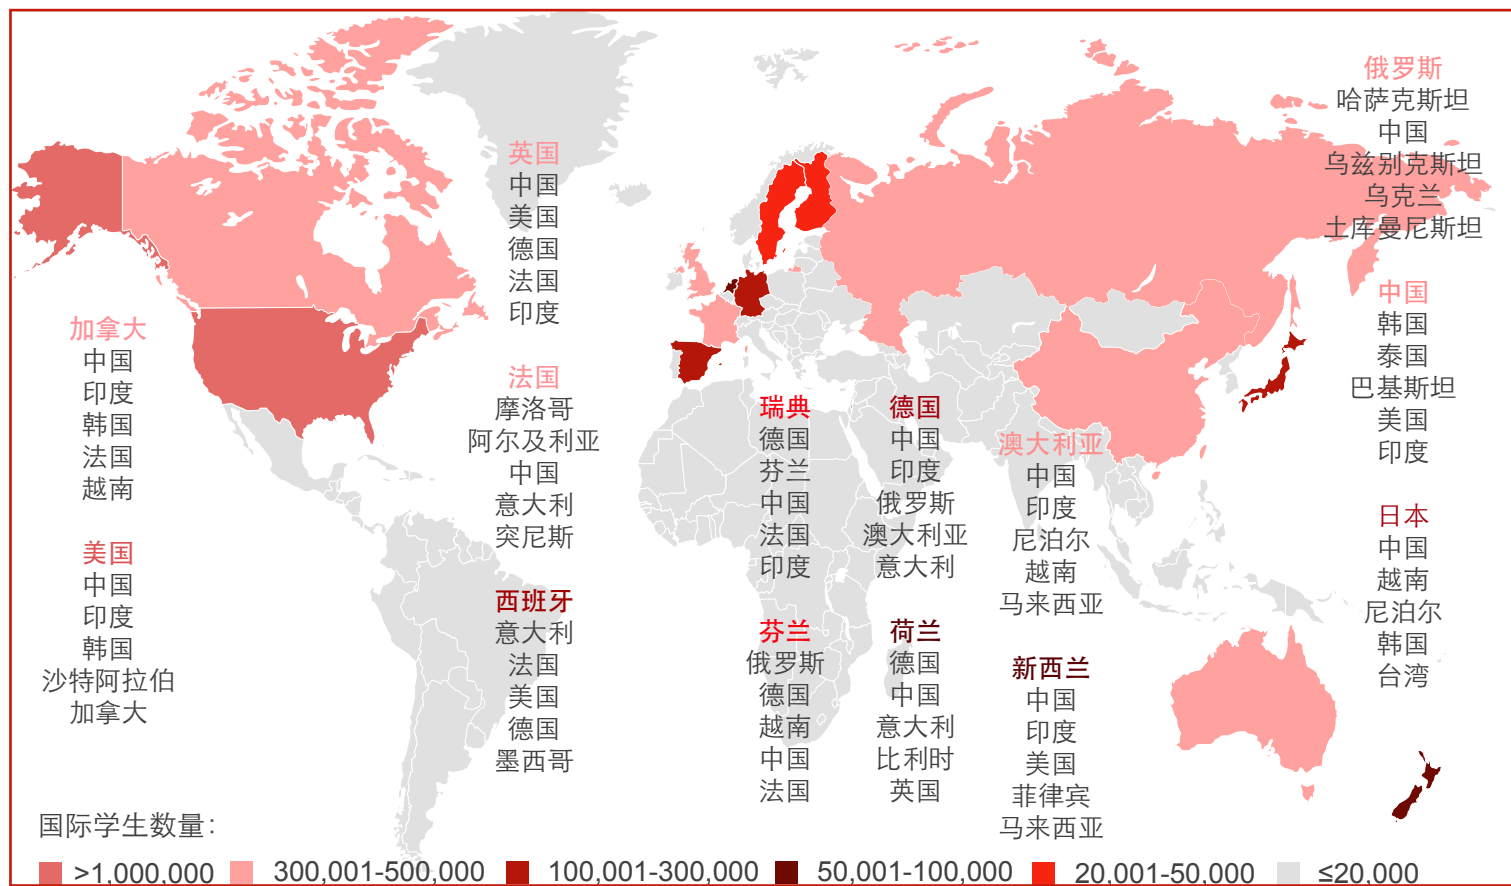 英国
中国
美国
德国
法国
印度
俄罗斯
哈萨克斯坦
中国
乌兹别克斯坦
乌克兰
土库曼尼斯坦
加拿大
中国
印度
韩国
法国
越南
法国
摩洛哥
阿尔及利亚
中国
意大利
突尼斯
瑞典
德国
芬兰
中国
法国
印度
德国
中国
印度
俄罗斯
澳大利亚
意大利
澳大利亚
中国
印度
尼泊尔
越南
马来西亚
中国
韩国
泰国
巴基斯坦
美国
印度
日本
中国
越南
尼泊尔
韩国
台湾
美国
中国
印度
韩国
沙特阿拉伯
加拿大
西班牙
意大利
法国
美国
德国
墨西哥
芬兰
俄罗斯
德国
越南
中国
法国
荷兰
德国
中国
意大利
比利时
英国
新西兰
中国
印度
美国
菲律宾
马来西亚
国际学生数量：
>1,000,000 300,001-500,000 100,001-300,000 50,001-100,000 20,001-50,000 ≤20,000